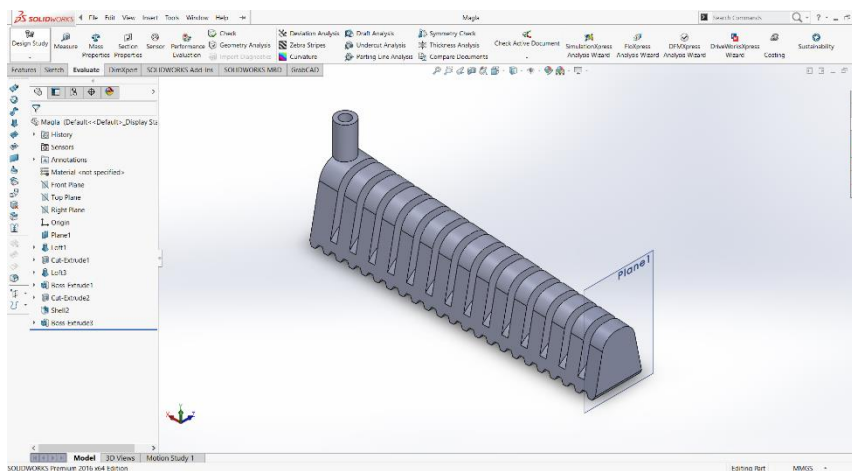 SOLIDWORKS File Edit View Insert Tools Window Help Magla Search Commands
Design Study Measure Mass Properties Section Properties Sensor Performance Evaluation Check Geometry Analysis Import Diagnostics Deviation Analysis Zebra Stripes Curvature Draft Analysis Undercut Analysis Parting Line Analysis Symmetry Check Thickness Analysis Compare Documents Check Active Document SimulationXpress Analysis Wizard FloXpress Analysis Wizard DFMXpress Analysis Wizard DriveWorksXpress Wizard Costing Sustainability
Features Sketch Evaluate DimXpert SOLIDWORKS Add-Ins SOLIDWORKS MBD GrabCAD
Magla (Default<<Default>_Display Sta
History
Sensors
Annotations
Material <not specified>
Front Plane
Top Plane
Right Plane
Origin
Plane1
Loft1
Cut-Extrude1
Loft3
Boss-Extrude1
Cut-Extrude2
Shell2
Boss-Extrude3
Plane1
Model 3D Views Motion Study 1
SOLIDWORKS Premium 2016 x64 Edition Editing Part MMGS